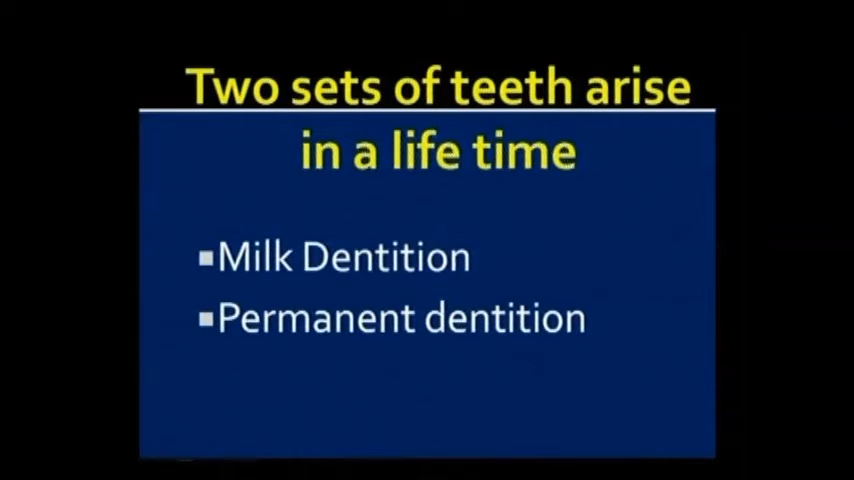 Two sets of teeth arise
in a life time
▪Milk Dentition
▪Permanent dentition